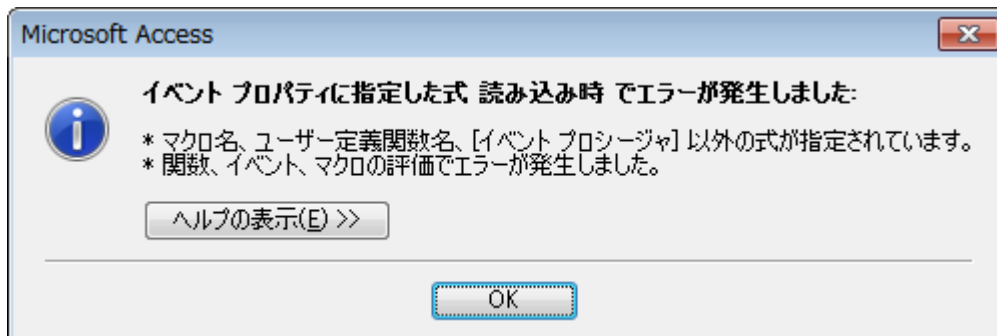 Microsoft Access
イベント プロパティに指定した式 読み込み時 でエラーが発生しました:
* マクロ名、ユーザー定義関数名、[イベント プロシージャ] 以外の式が指定されています。
* 関数、イベント、マクロの評価でエラーが発生しました。
ヘルプの表示(E) >>
OK